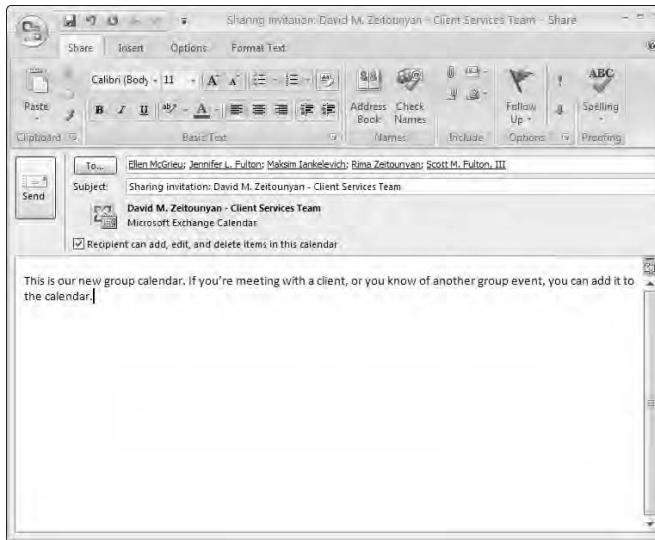 Sharing invitation: David M. Zeitounyan - Client Services Team - Share
Share Insert Options Format Text
Calibri (Body 11 A A
Paste B I U ab A Address Book Check Names Follow Up ABC Spelling
Clipboard Basic Text Names Include Options Proofing
To... Ellen McGrieu; Jennifer L. Fulton; Maksim Iankelevich; Rima Zeitounyan; Scott M. Fulton, III
Send
Subject: Sharing invitation: David M. Zeitounyan - Client Services Team
David M. Zeitounyan - Client Services Team
Microsoft Exchange Calendar
Recipient can add, edit, and delete items in this calendar
This is our new group calendar. If you're meeting with a client, or you know of another group event, you can add it to
the calendar.